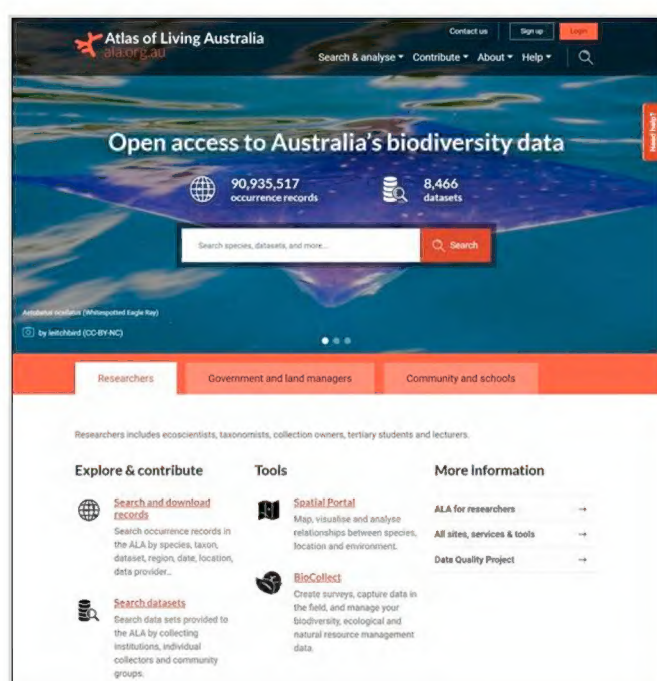 Contact us
Sign up
Login
Atlas of Living Australia
ala.org.au
Search & analyse
Contribute
About
Help
Need help?
Open access to Australia's biodiversity data
90,935,517
occurrence records
8,466
datasets
Search species, datasets, and more...
Search
(Whitespotted Eagle Ray)
by leitchbird (CC-BY-NC)
Researchers
Government and land managers
Community and schools
Researchers includes ecoscientists, taxonomists, collection owners, tertiary students and lecturers.
Explore & contribute
Search and download
records
Search occurrence records in
the ALA by species, taxon,
dataset, region, date, location,
data provider...
Search datasets
Search data sets provided to
the ALA by collecting
institutions, individual
collectors and community
groups.
Tools
Spatial Portal
Map, visualise and analyse
relationships between species,
location and environment.
BioCollect
Create surveys, capture data in
the field, and manage your
biodiversity, ecological and
natural resource management
data.
More information
ALA for researchers
All sites, services & tools
Data Quality Project